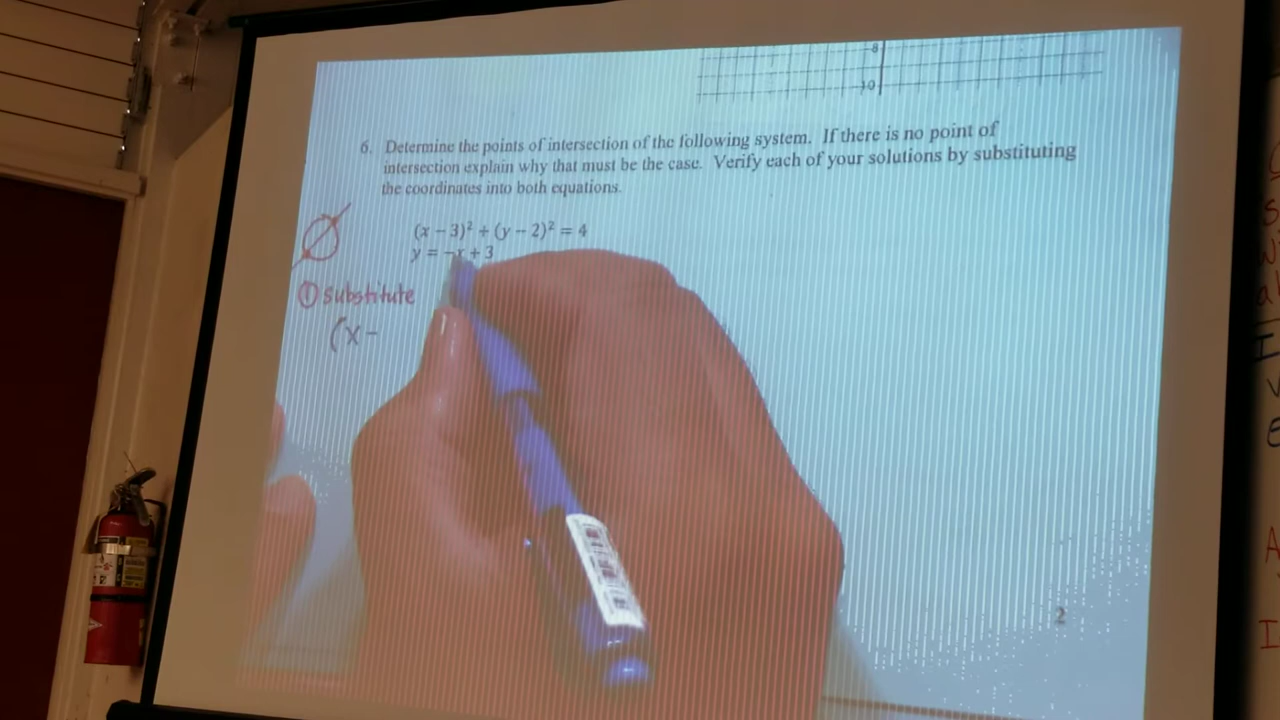 -8
-10
6. Determine the points of intersection of the following system. If there is no point of
intersection explain why that must be the case. Verify each of your solutions by substituting
the coordinates into both equations.
(x – 3)² + (y – 2)² = 4
y = –x + 3
① Substitute
(x -
2